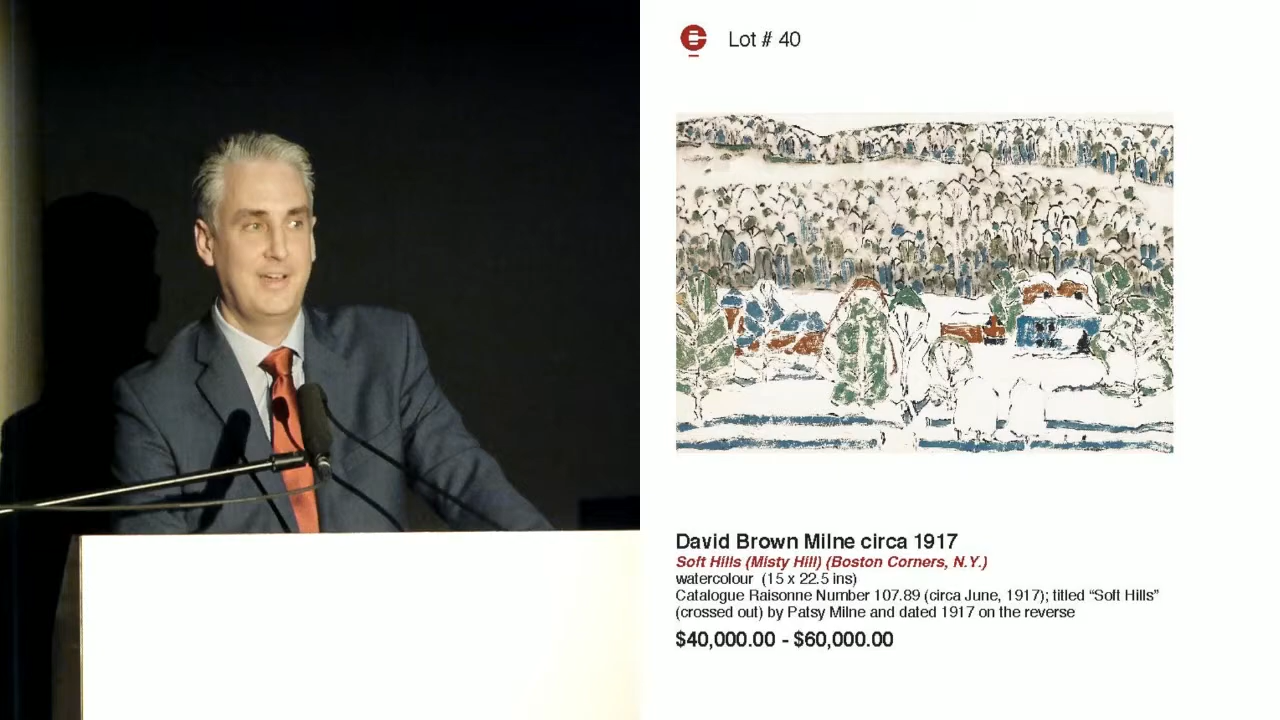 Lot # 40
David Brown Milne circa 1917
Soft Hills (Misty Hill) (Boston Corners, N.Y.)
watercolour (15 x 22.5 ins)
Catalogue Raisonne Number 107.89 (circa June, 1917); titled “Soft Hills”
(crossed out) by Patsy Milne and dated 1917 on the reverse
$40,000.00 - $60,000.00